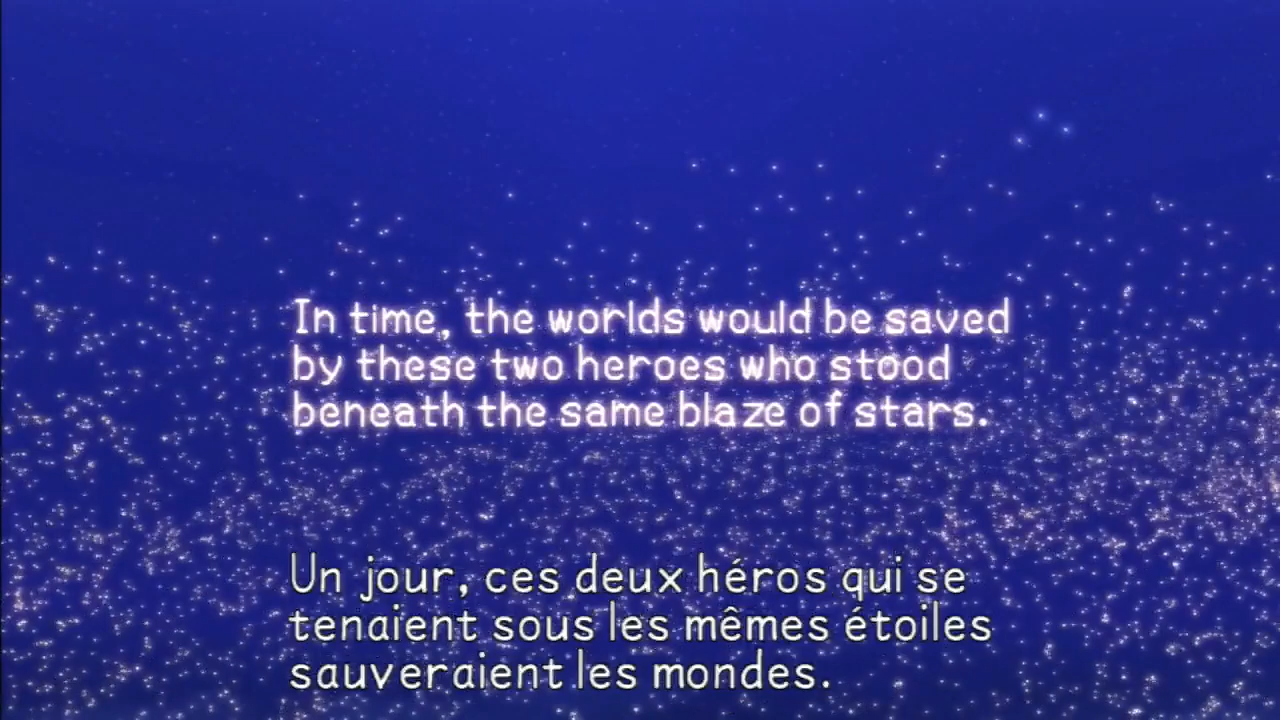 In time, the worlds would be saved
by these two heroes who stood
beneath the same blaze of stars.
Un jour, ces deux héros qui se
tenaient sous les mêmes étoiles
sauveraient les mondes.